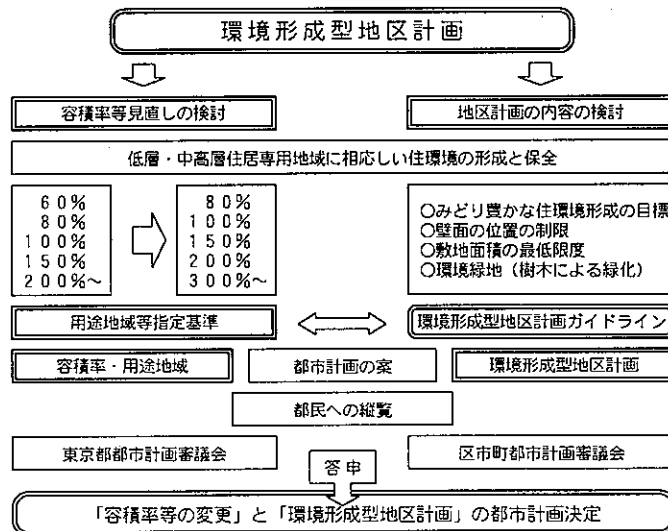 環境形成型地区計画
容積率等見直しの検討
地区計画の内容の検討
低層・中高層住居専用地域に相応しい住環境の形成と保全
60%
80%
100%
150%
200%~
80%
100%
150%
200%
300%~
○みどり豊かな住環境形成の目標
○壁面の位置の制限
○敷地面積の最低限度
○環境緑地(樹木による緑化)
用途地域等指定基準
環境形成型地区計画ガイドライン
容積率・用途地域
都市計画の案
環境形成型地区計画
都民への縦覧
東京都都市計画審議会
区市町都市計画審議会
答申
「容積率等の変更」と「環境形成型地区計画」の都市計画決定